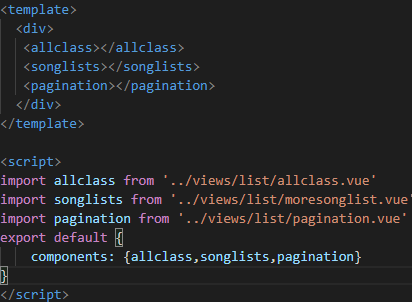 <template>
  <div>
   <allclass></allclass>
   <songlists></songlists>
   <pagination></pagination>
  </div>
</template>

<script>
import allclass from '../views/list/allclass.vue'
import songlists from '../views/list/moresonglist.vue'
import pagination from '../views/list/pagination.vue'
export default {
    components: {allclass,songlists,pagination}
}
</script>